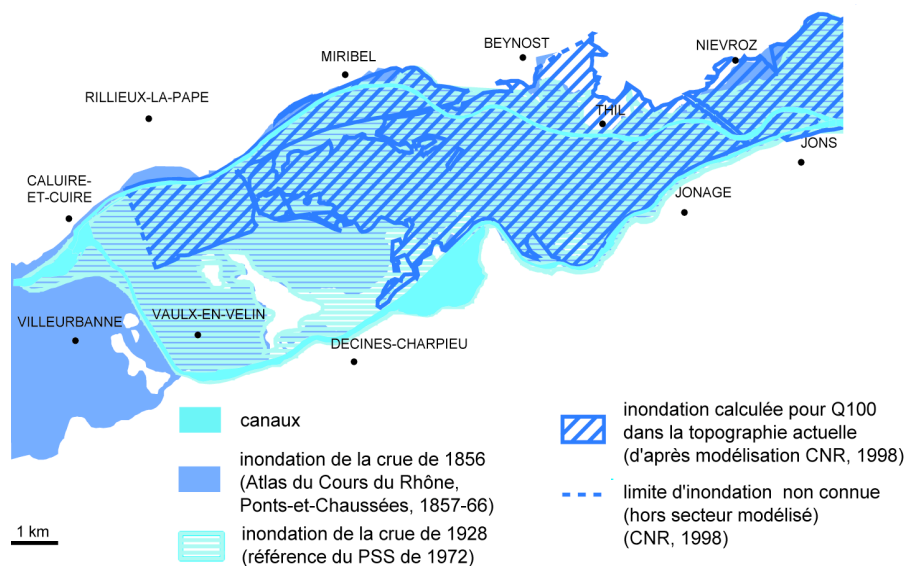 BEYNOST
NIEVROZ
MIRIBEL
RILLIEUX-LA-PAPE
THIL
JONS
CALUIRE-
ET-CUIRE
JONAGE
VILLEURBANNE
VAULX-EN-VELIN
DECINES-CHARPIEU
canaux
inondation de la crue de 1856
(Atlas du Cours du Rhône,
Ponts-et-Chaussées, 1857-66)
inondation de la crue de 1928
(référence du PSS de 1972)
inondation calculée pour Q100
dans la topographie actuelle
(d'après modélisation CNR, 1998)
limite d'inondation non connue
(hors secteur modélisé)
(CNR, 1998)
1 km